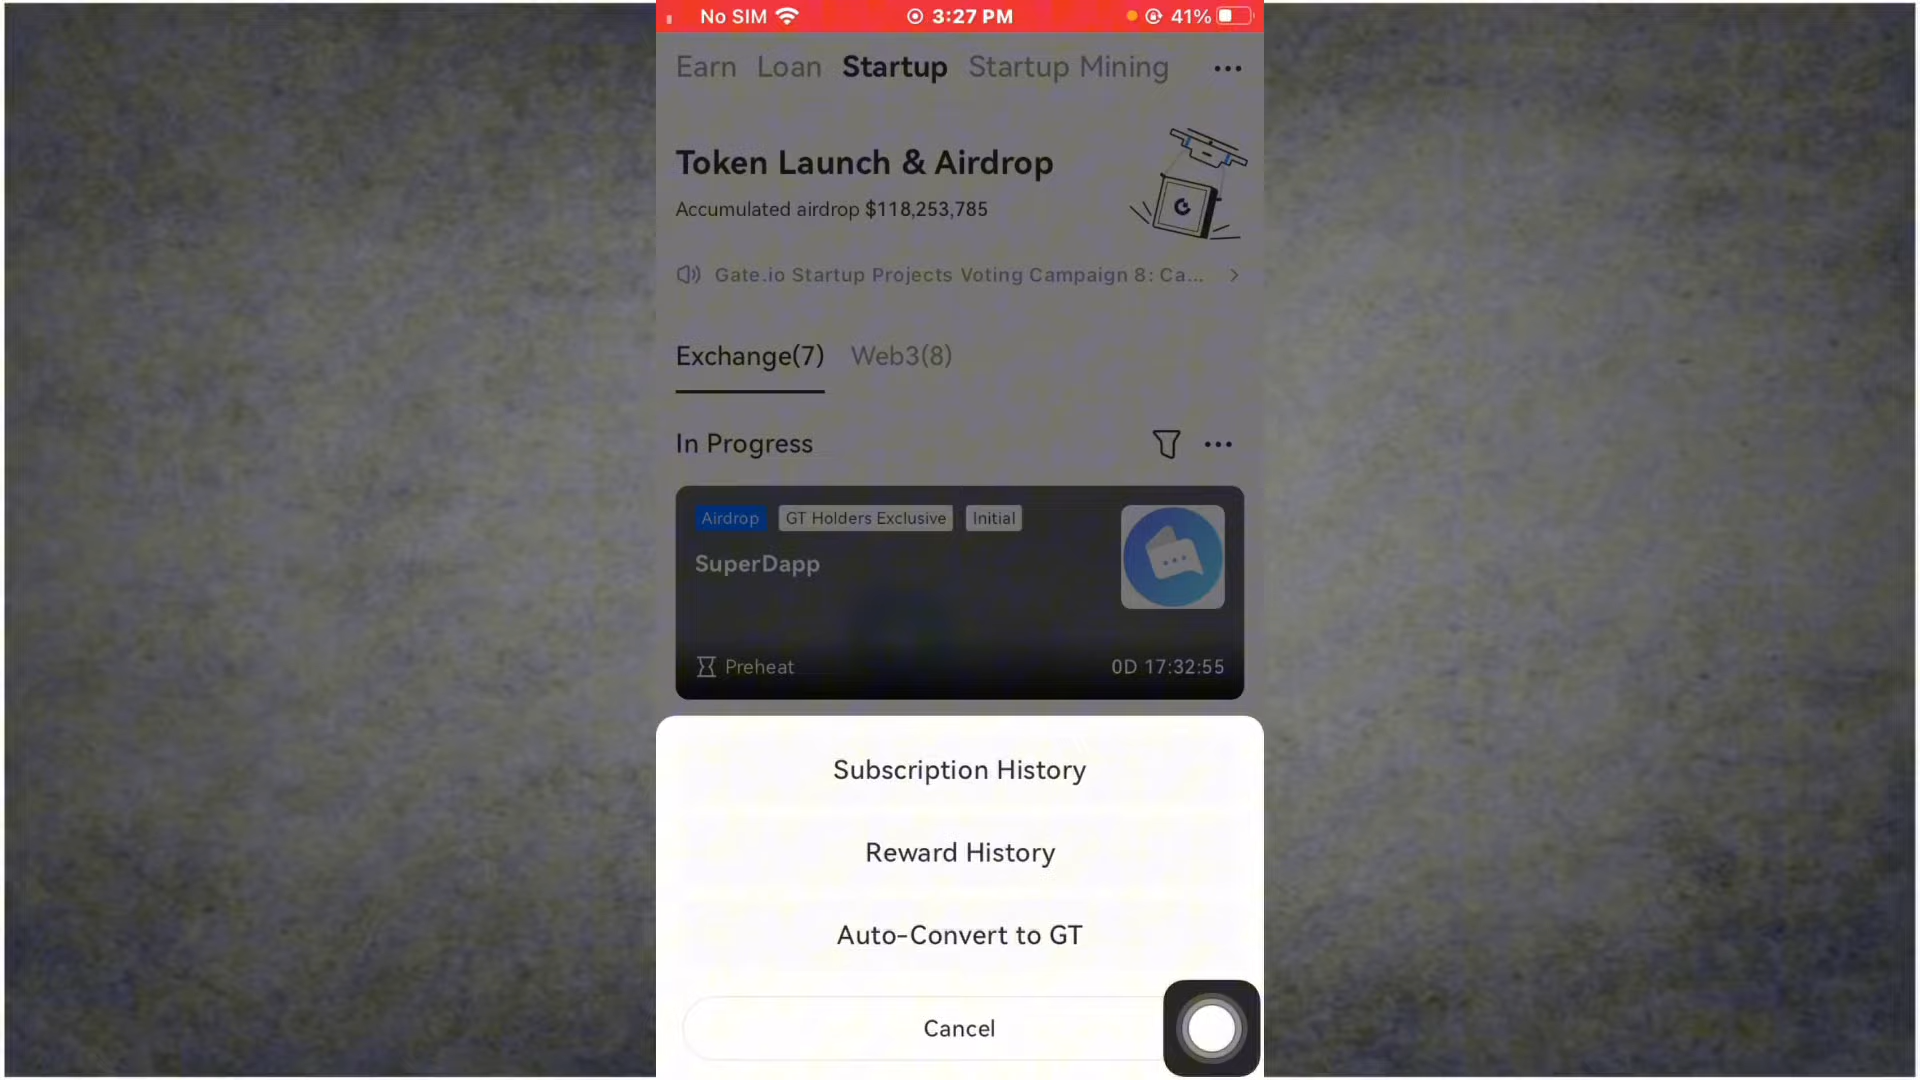 No SIM 3:27 PM 41%
Earn Loan Startup Startup Mining
Token Launch & Airdrop
Accumulated airdrop $118,253,785
Gate.io Startup Projects Voting Campaign 8: Ca...
Exchange(7) Web3(8)
In Progress
Airdrop GT Holders Exclusive Initial
SuperDapp
Preheat 0D 17:32:55
Subscription History
Reward History
Auto-Convert to GT
Cancel